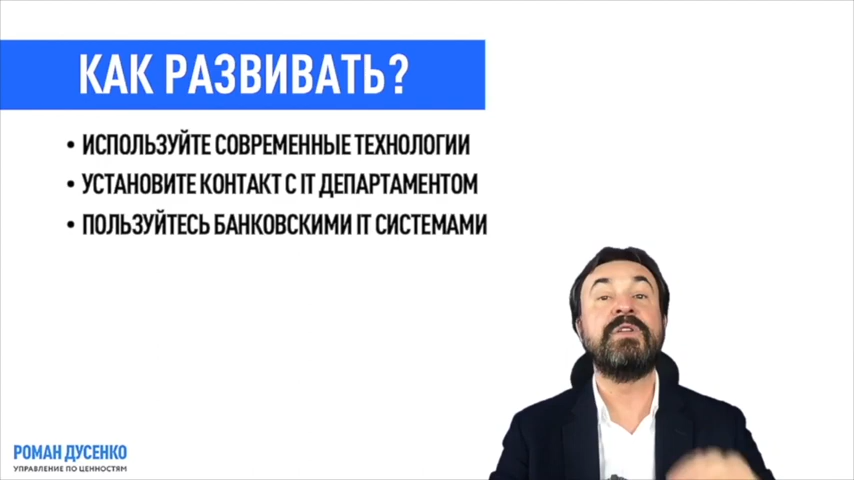 КАК РАЗВИВАТЬ?
• ИСПОЛЬЗУЙТЕ СОВРЕМЕННЫЕ ТЕХНОЛОГИИ
• УСТАНОВИТЕ КОНТАКТ С IT ДЕПАРТАМЕНТОМ
• ПОЛЬЗУЙТЕСЬ БАНКОВСКИМИ IT СИСТЕМАМИ
РОМАН ДУСЕНКО
УПРАВЛЕНИЕ ПО ЦЕННОСТЯМ